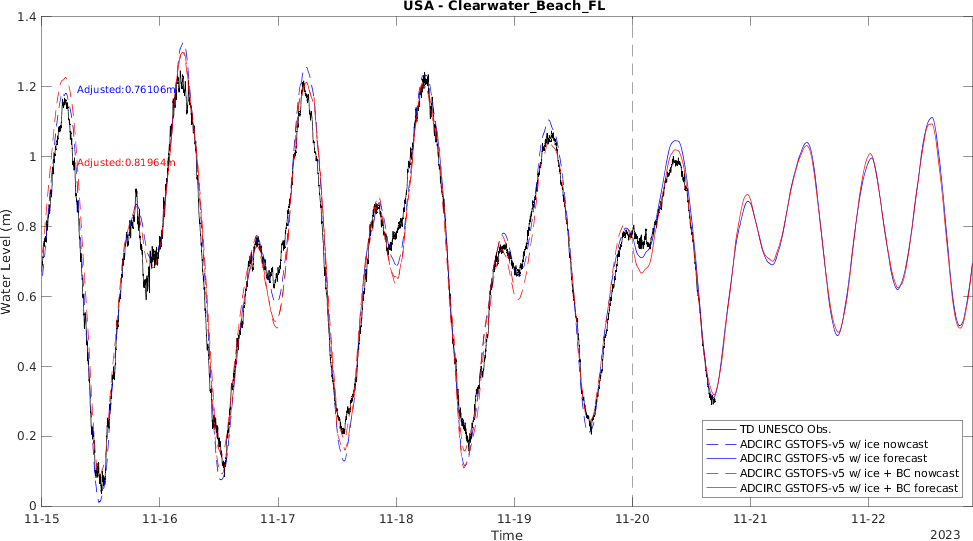 USA - Clearwater_Beach_FL
Water Level (m)
1.4
1.2
1
0.8
0.6
0.4
0.2
0
Adjusted:0.76106m
Adjusted:0.81964m
TD UNESCO Obs.
ADCIRC GSTOFS-v5 w/ ice nowcast
ADCIRC GSTOFS-v5 w/ ice forecast
ADCIRC GSTOFS-v5 w/ ice + BC nowcast
ADCIRC GSTOFS-v5 w/ ice + BC forecast
11-15 11-16 11-17 11-18 11-19 11-20 11-21 11-22
Time
2023